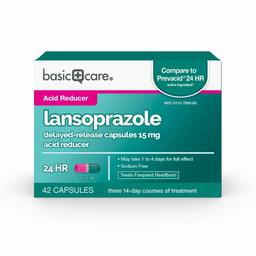 basic care®
Compare to
Prevacid® 24 HR
active ingredient*
Acid Reducer
lansoprazole
delayed-release capsules 15 mg
acid reducer
24 HR
• May take 1 to 4 days for full effect
• Sodium Free
Treats Frequent Heartburn
42 CAPSULES
three 14-day courses of treatment